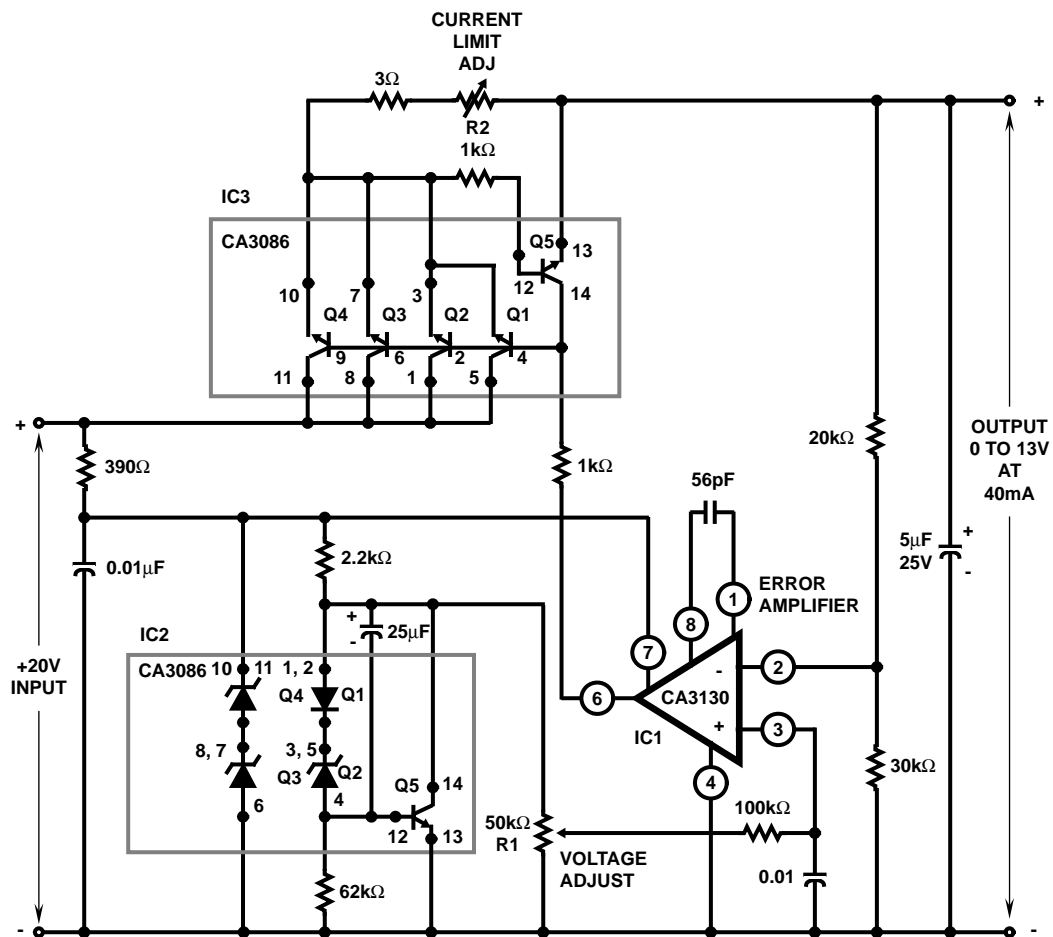 CURRENT
LIMIT
ADJ
3Ω
R2
1kΩ
+
IC3
CA3086
Q5
13
12
14
10
7
3
Q4
Q3
Q2
Q1
9
6
2
4
11
8
1
5
+
390Ω
1kΩ
20kΩ
OUTPUT
0 TO 13V
AT
40mA
56pF
2.2kΩ
0.01µF
5µF
25V
+
-
1
ERROR
AMPLIFIER
8
+
-
25µF
IC2
+20V
INPUT
CA3086
10
11
1, 2
Q4
Q1
7
-
2
6
CA3130
+
3
IC1
8, 7
3, 5
Q3
Q2
4
6
Q5
14
12
13
4
30kΩ
50kΩ
R1
100kΩ
VOLTAGE
ADJUST
0.01
62kΩ
-
-